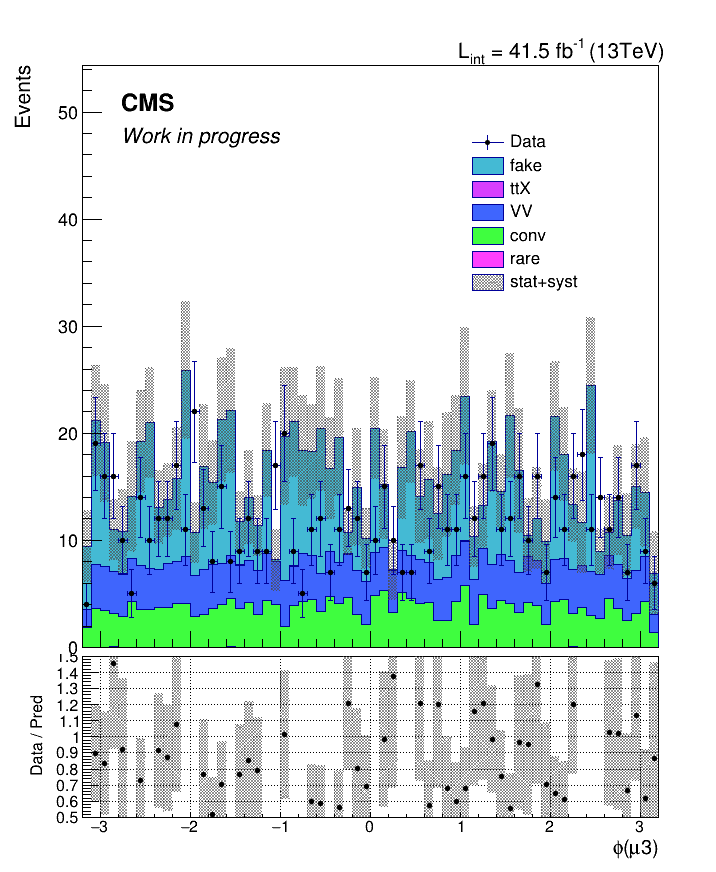 L_int = 41.5 fb^-1 (13TeV)
Events
CMS
Work in progress
Data
fake
ttX
VV
conv
rare
stat+syst
50
40
30
20
10
0
Data / Pred
1.5
1.4
1.3
1.2
1.1
1
0.9
0.8
0.7
0.6
0.5
−3 −2 −1 0 1 2 3
ϕ(μ3)